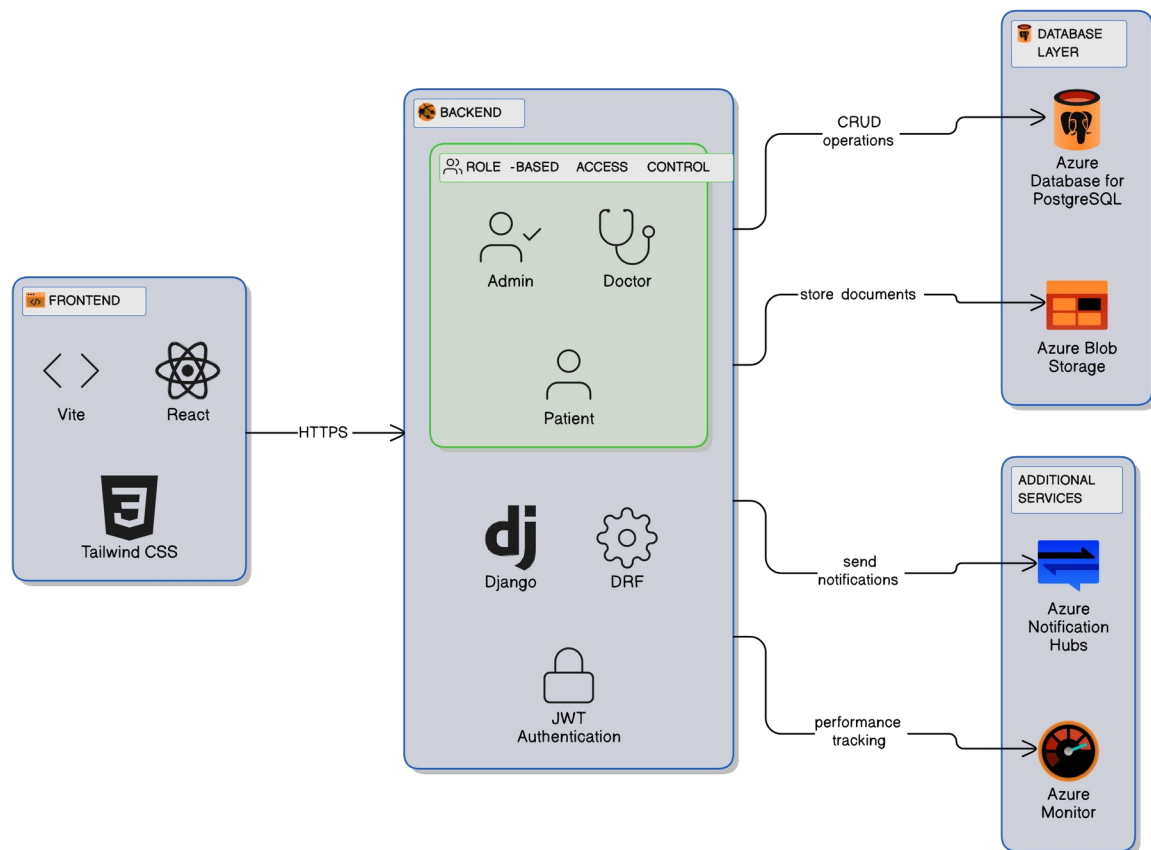 FRONTEND
Vite
React
3
Tailwind CSS
HTTPS
BACKEND
ROLE -BASED ACCESS CONTROL
Admin
Doctor
Patient
dj
Django
DRF
JWT
Authentication
CRUD
operations
store documents
send
notifications
performance
tracking
DATABASE
LAYER
Azure
Database for
PostgreSQL
Azure Blob
Storage
ADDITIONAL
SERVICES
Azure
Notification
Hubs
Azure
Monitor